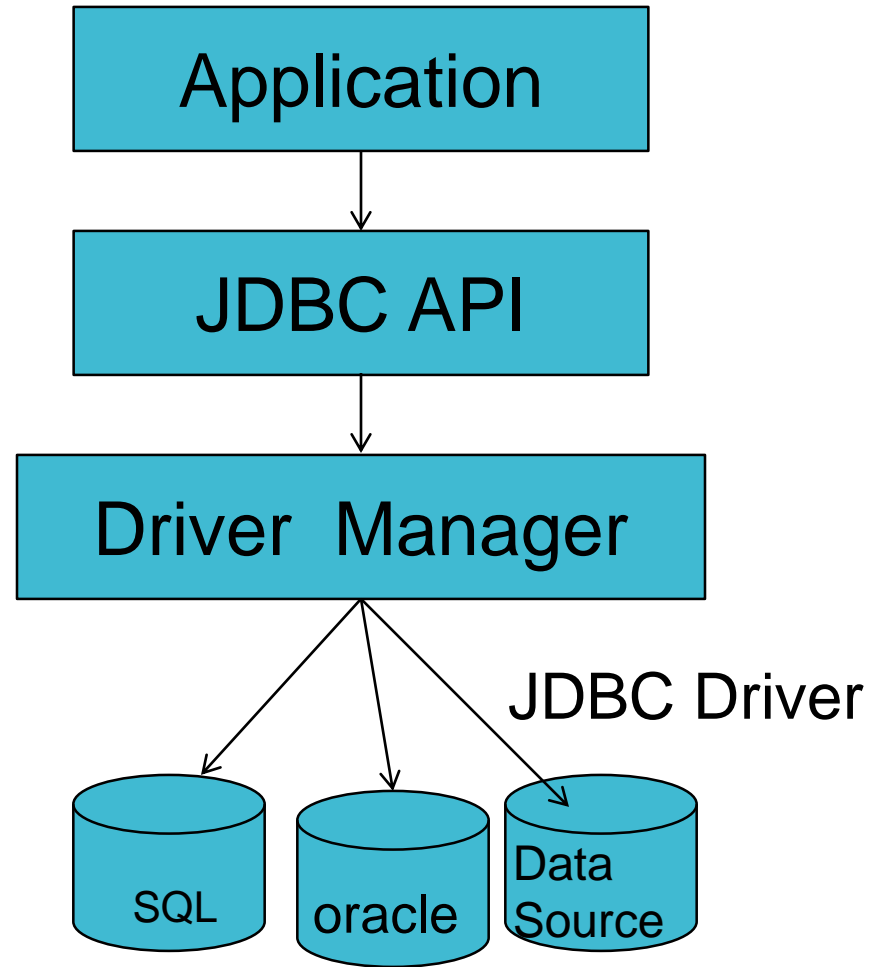 Application
JDBC API
Driver Manager
JDBC Driver
SQL
oracle
Data
Source